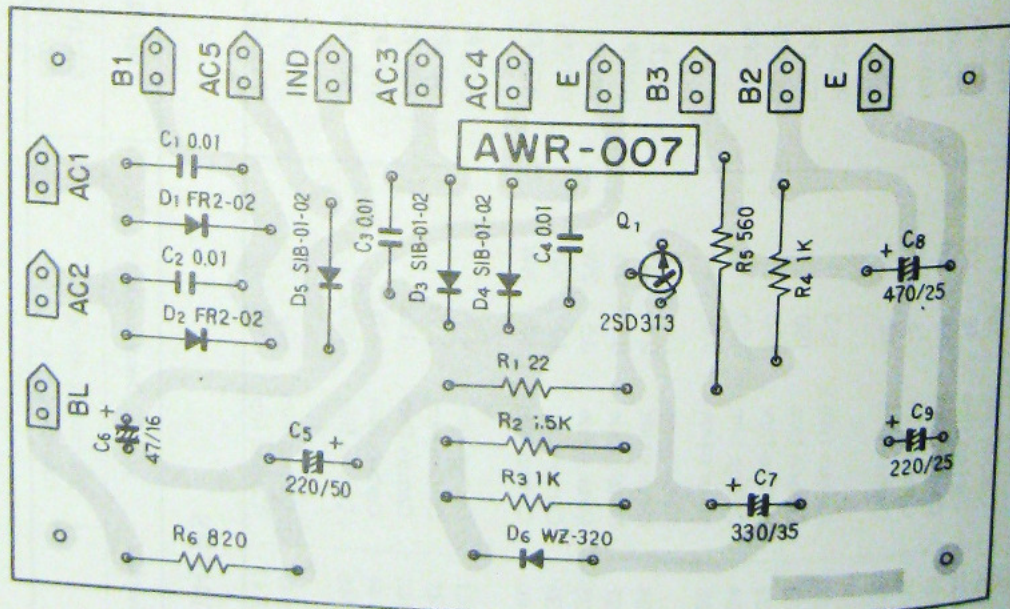 B1
AC5
IND
AC3
AC4
E
B3
B2
E
AWR-007
AC1
C1 0.01
D1 FR2-02
AC2
C2 0.01
D2 FR2-02
D5 SIB-01-02
C3 0.01
D3 SIB-01-02
D4 SIB-01-02
C4 0.01
Q1
2SD313
R5 560
R4 1K
+ C8
470/25
BL
+
C6
47/16
C5 +
220/50
R1 22
R2 1.5K
R3 1K
D6 WZ-320
+ C7
330/35
+ C9
220/25
R6 820